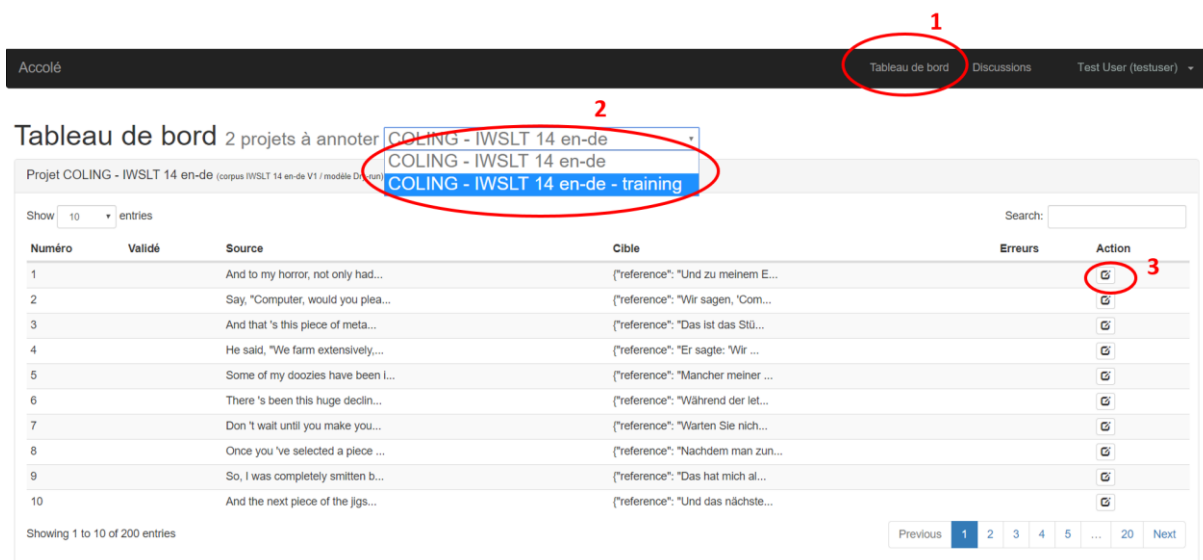 1
Accolé Tableau de bord Discussions Test User (testuser)
2
Tableau de bord 2 projets à annoter COLING - IWSLT 14 en-de
COLING - IWSLT 14 en-de
Projet COLING - IWSLT 14 en-de (corpus IWSLT 14 en-de V1 / modèle Dry-run) COLING - IWSLT 14 en-de - training
Show 10 entries Search:
Numéro Validé Source Cible Erreurs Action
1 And to my horror, not only had... {"reference": "Und zu meinem E... 3
2 Say, "Computer, would you plea... {"reference": "Wir sagen, 'Com...
3 And that 's this piece of meta... {"reference": "Das ist das Stü...
4 He said, "We farm extensively,... {"reference": "Er sagte: 'Wir ...
5 Some of my doozies have been i... {"reference": "Mancher meiner ...
6 There 's been this huge declin... {"reference": "Während der let...
7 Don 't wait until you make you... {"reference": "Warten Sie nich...
8 Once you 've selected a piece ... {"reference": "Nachdem man zun...
9 So, I was completely smitten b... {"reference": "Das hat mich al...
10 And the next piece of the jigs... {"reference": "Und das nächste...
Showing 1 to 10 of 200 entries Previous 1 2 3 4 5 ... 20 Next